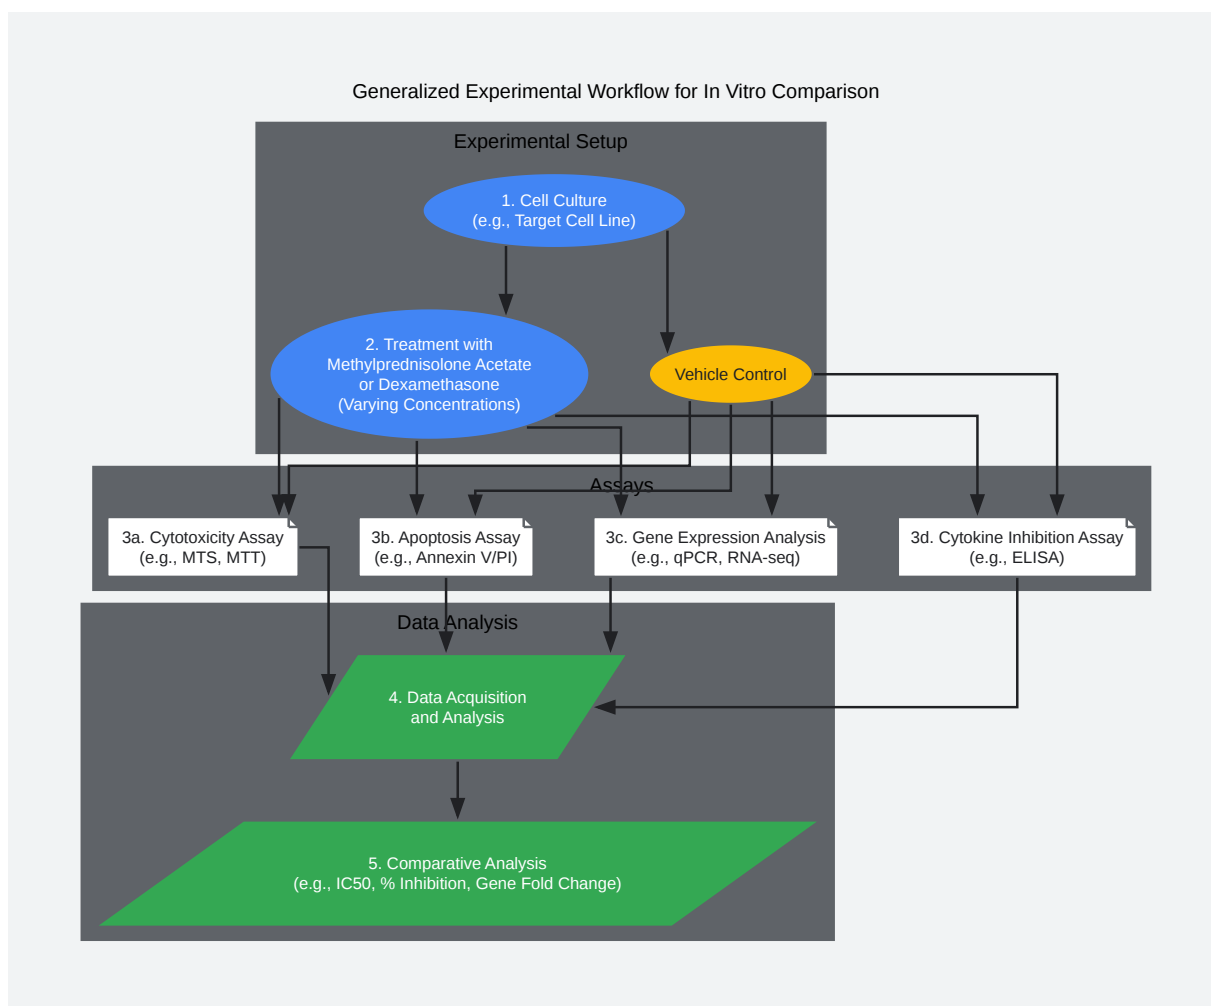 Generalized Experimental Workflow for In Vitro Comparison
Experimental Setup
1. Cell Culture
(e.g., Target Cell Line)
2. Treatment with
Methylprednisolone Acetate
or Dexamethasone
(Varying Concentrations)
Vehicle Control
Assays
3a. Cytotoxicity Assay
(e.g., MTS, MTT)
3b. Apoptosis Assay
(e.g., Annexin V/PI)
3c. Gene Expression Analysis
(e.g., qPCR, RNA-seq)
3d. Cytokine Inhibition Assay
(e.g., ELISA)
Data Analysis
4. Data Acquisition
and Analysis
5. Comparative Analysis
(e.g., IC50, % Inhibition, Gene Fold Change)